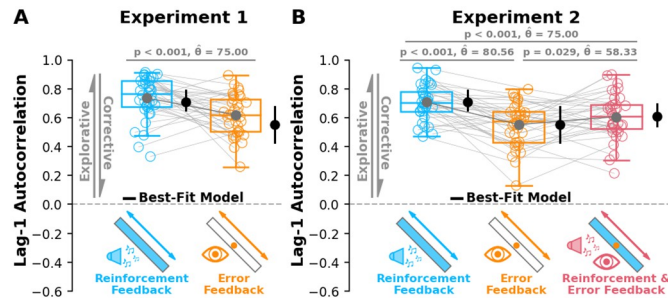 A
Experiment 1
p < 0.001, θ̂ = 75.00
Lag-1 Autocorrelation
1.0
0.8
0.6
0.4
0.2
0.0
−0.2
−0.4
−0.6
Explorative
Corrective
Best-Fit Model
Reinforcement
Feedback
Error
Feedback
B
Experiment 2
p < 0.001, θ̂ = 75.00
p < 0.001, θ̂ = 80.56
p = 0.029, θ̂ = 58.33
Lag-1 Autocorrelation
1.0
0.8
0.6
0.4
0.2
0.0
−0.2
−0.4
−0.6
Explorative
Corrective
Best-Fit Model
Reinforcement
Feedback
Error
Feedback
Reinforcement &
Error Feedback